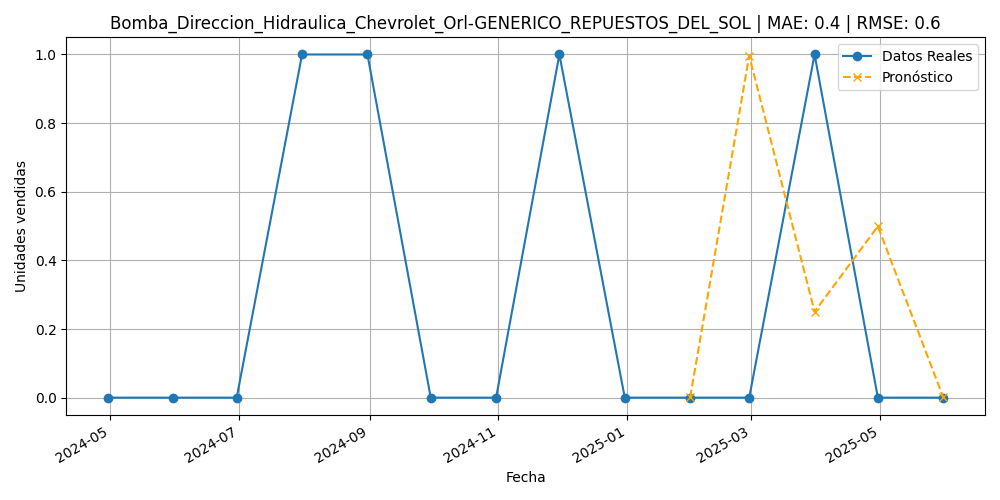 Bomba_Direccion_Hidraulica_Chevrolet_Orl-GENERICO_REPUESTOS_DEL_SOL | MAE: 0.4 | RMSE: 0.6
Datos Reales
Pronóstico
Unidades vendidas
1.0
0.8
0.6
0.4
0.2
0.0
2024-05
2024-07
2024-09
2024-11
2025-01
2025-03
2025-05
Fecha